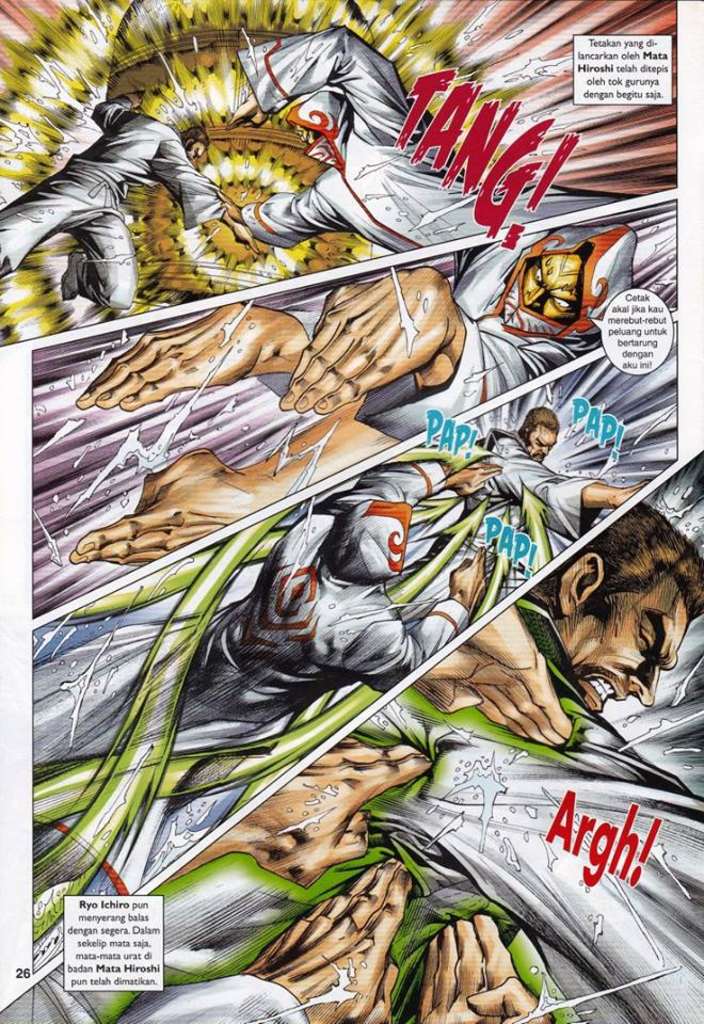 Tetakan yang di-
lancarkan oleh Mata
Hiroshi telah ditepis
oleh tok gurunya
dengan begitu saja.
TANG!
Cetak
akal jika kau
merebut-rebut
peluang untuk
bertarung
dengan
aku ini!
PAP!
PAP!
PAP!
Argh!
Ryo Ichiro pun
menyerang balas
dengan segera. Dalam
sekelip mata saja,
mata-mata urat di
badan Mata Hiroshi
pun telah dimatikan.
26